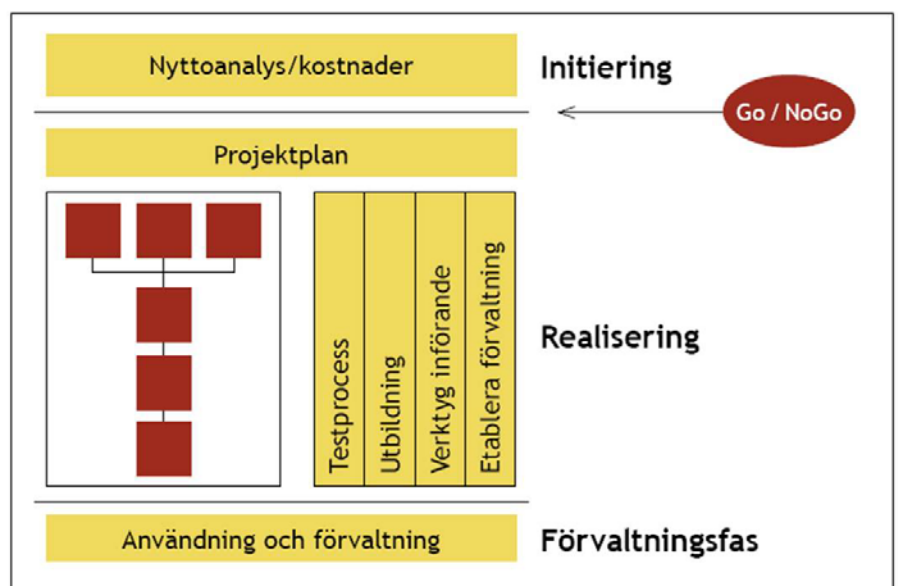 Nyttoanalys/kostnader
Initiering
Go / NoGo
Projektplan
Testprocess
Utbildning
Verktyg införande
Etablera förvaltning
Realisering
Användning och förvaltning
Förvaltningsfas